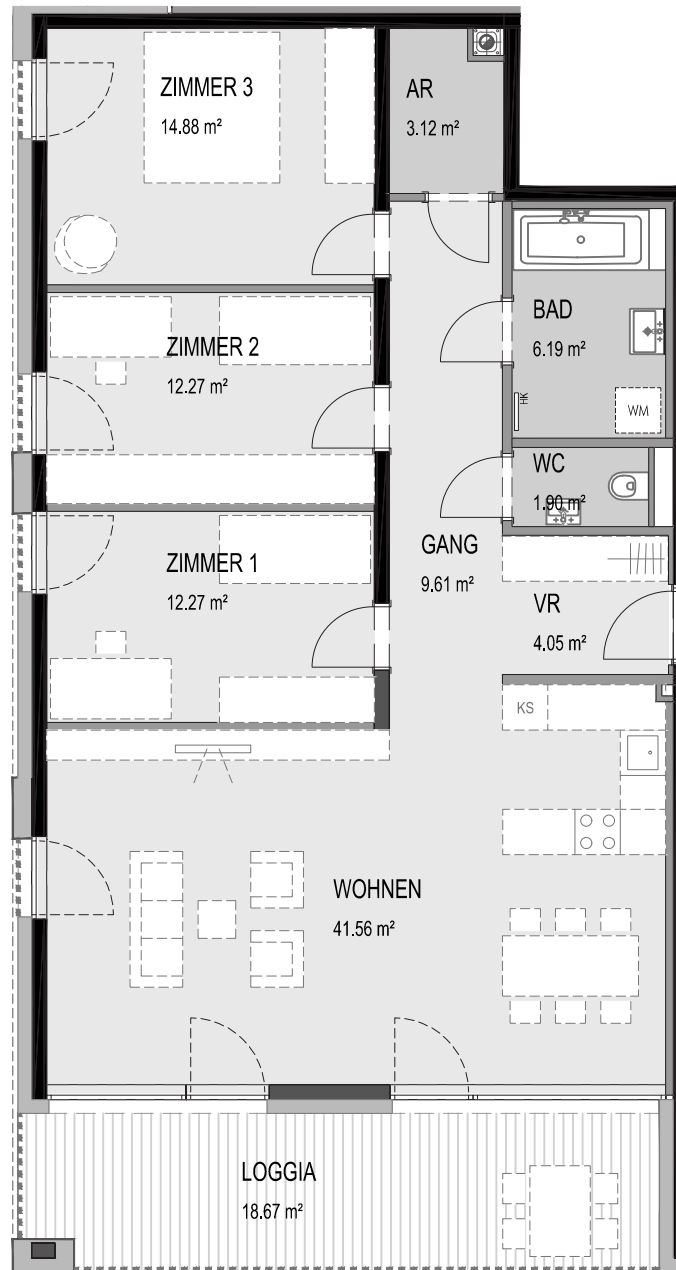 ZIMMER 3
14.88 m²
AR
3.12 m²
BAD
6.19 m²
HK
WM
ZIMMER 2
12.27 m²
WC
1.90 m²
GANG
9.61 m²
ZIMMER 1
12.27 m²
VR
4.05 m²
KS
WOHNEN
41.56 m²
LOGGIA
18.67 m²